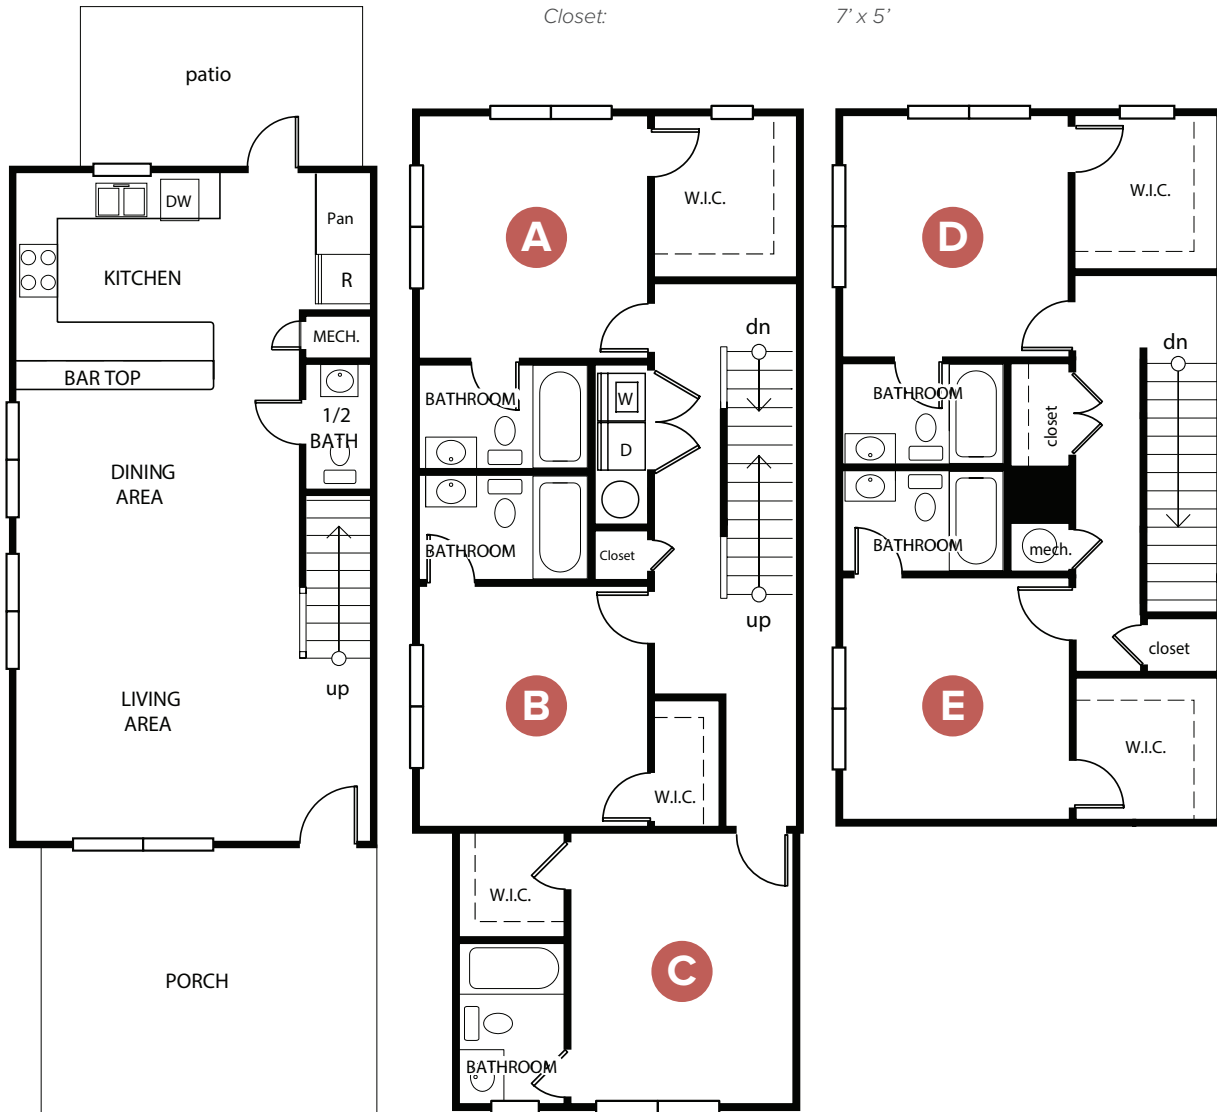 Closet: 7’ x 5’
patio
DW
Pan
KITCHEN
R
MECH.
BAR TOP
1/2
BATH
DINING
AREA
LIVING
AREA
up
PORCH
A
W.I.C.
dn
BATHROOM
W
D
BATHROOM
Closet
up
B
W.I.C.
W.I.C.
C
BATHROOM
D
W.I.C.
dn
BATHROOM
closet
BATHROOM
mech.
closet
E
W.I.C.